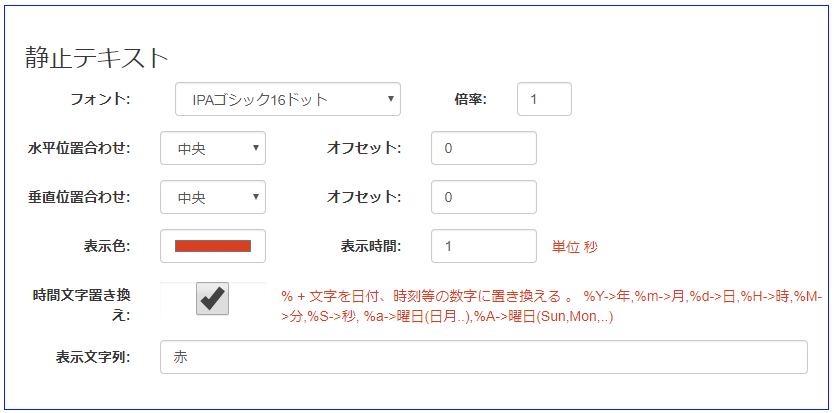 静止テキスト
フォント: IPAゴシック16ドット 倍率: 1
水平位置合わせ: 中央 オフセット: 0
垂直位置合わせ: 中央 オフセット: 0
表示色: 表示時間: 1 単位 秒
時間文字置き換
え:
% + 文字を日付、時刻等の数字に置き換える 。 %Y->年,%m->月,%d->日,%H->時,%M-
>分,%S->秒, %a->曜日(日月..),%A->曜日(Sun,Mon,..)
表示文字列: 赤